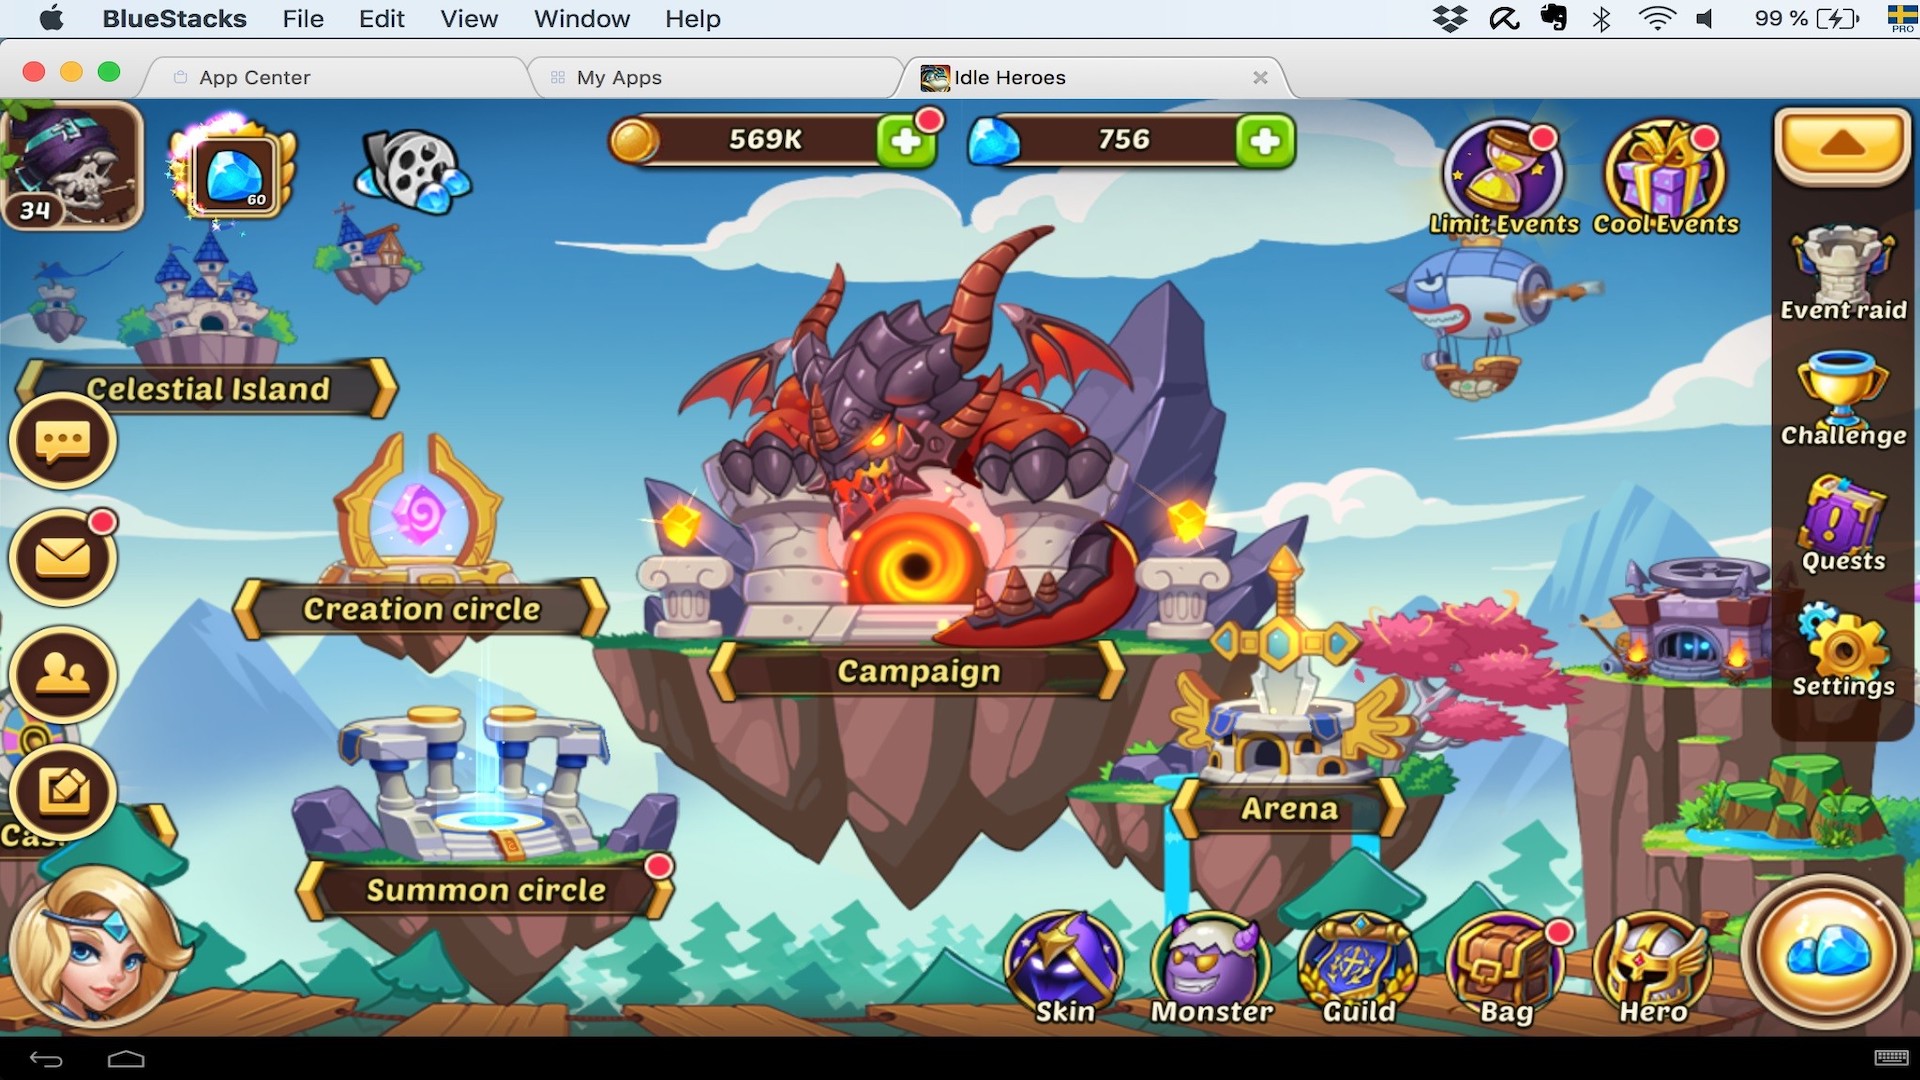 BlueStacks File Edit View Window Help 99 % PRO
App Center My Apps Idle Heroes
34 60 569K 756
Limit Events Cool Events
Event raid
Celestial Island
Challenge
Quests
Creation circle
Campaign
Settings
Arena
Summon circle
Skin Monster Guild Bag Hero